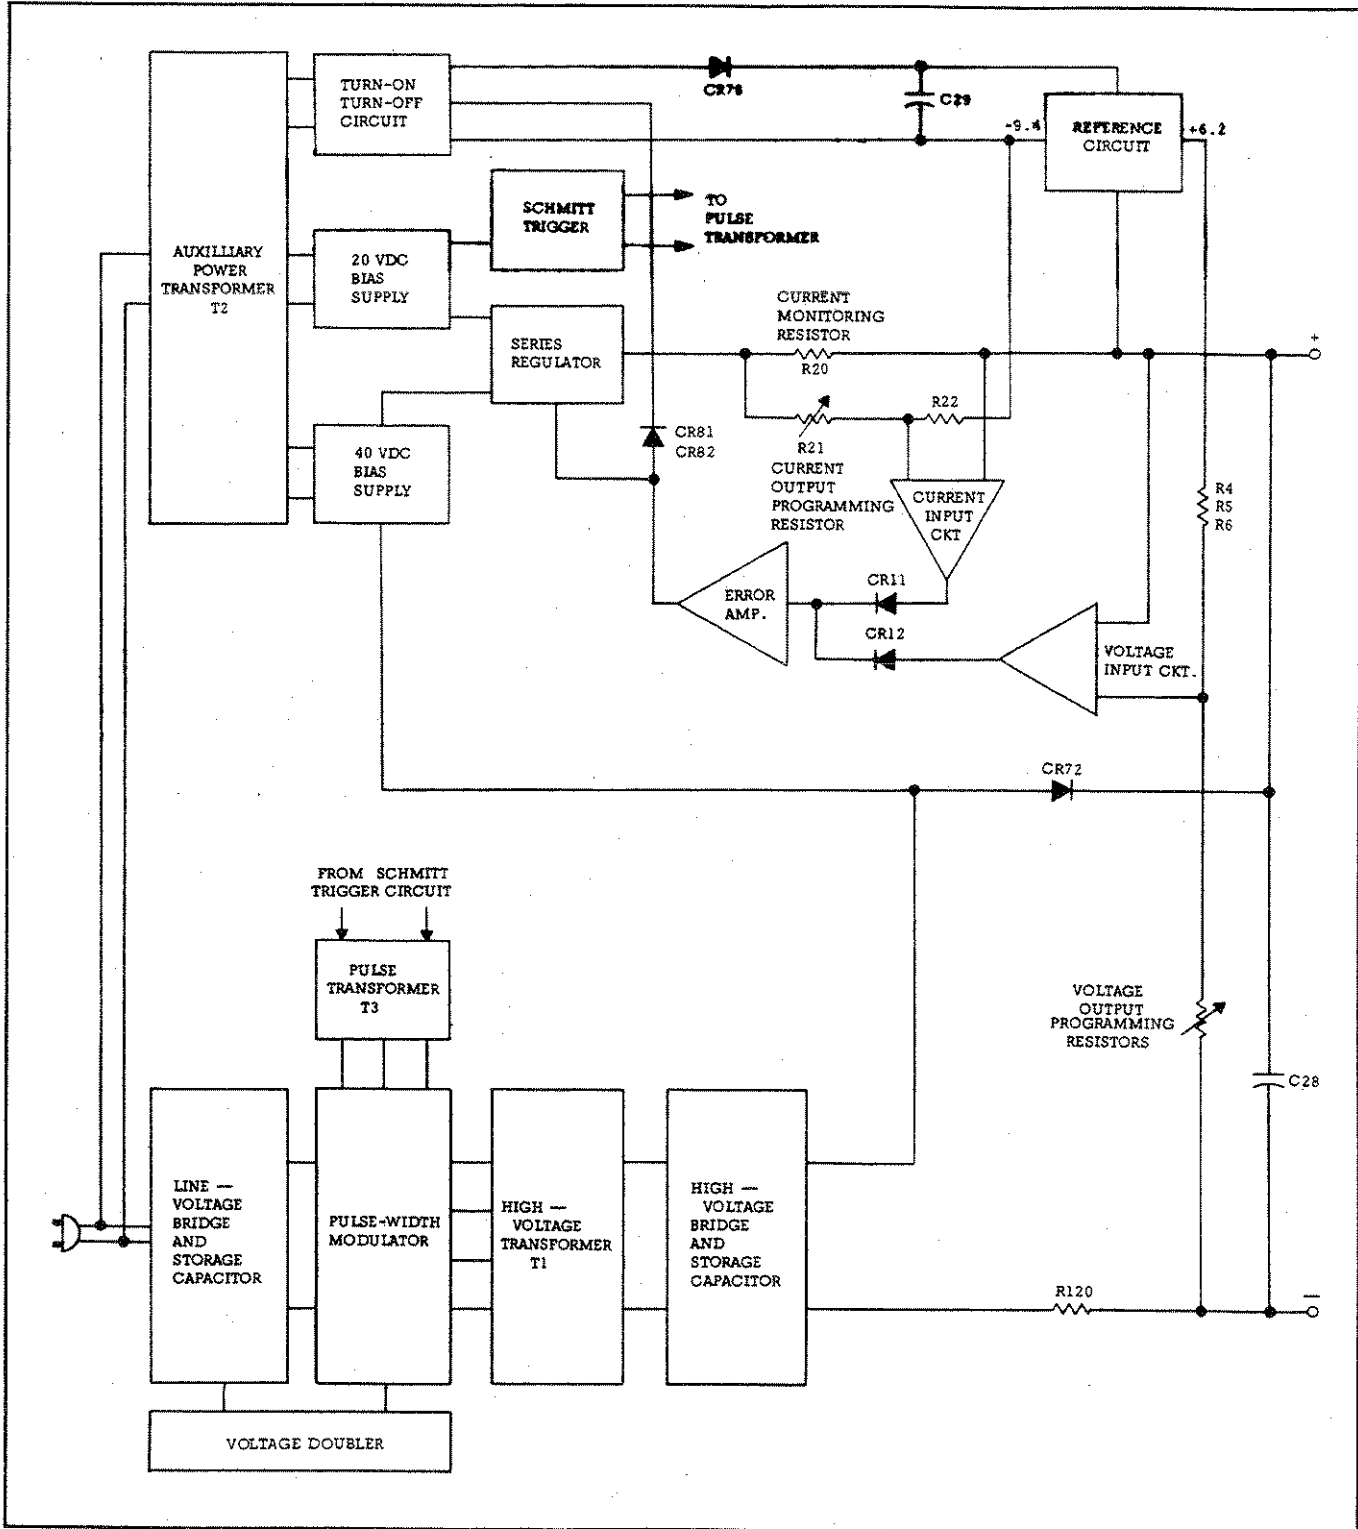 TURN-ON
TURN-OFF
CIRCUIT
CR76
C29
-9.4
REFERENCE
CIRCUIT
+6.2
SCHMITT
TRIGGER
TO
PULSE
TRANSFORMER
AUXILLIARY
POWER
TRANSFORMER
T2
20 VDC
BIAS
SUPPLY
SERIES
REGULATOR
CURRENT
MONITORING
RESISTOR
R20
+
R22
R21
CURRENT
OUTPUT
PROGRAMMING
RESISTOR
CR81
CR82
40 VDC
BIAS
SUPPLY
CURRENT
INPUT
CKT
R4
R5
R6
ERROR
AMP.
CR11
CR12
VOLTAGE
INPUT CKT.
CR72
FROM SCHMITT
TRIGGER CIRCUIT
PULSE
TRANSFORMER
T3
VOLTAGE
OUTPUT
PROGRAMMING
RESISTORS
C28
LINE —
VOLTAGE
BRIDGE
AND
STORAGE
CAPACITOR
PULSE-WIDTH
MODULATOR
HIGH —
VOLTAGE
TRANSFORMER
T1
HIGH —
VOLTAGE
BRIDGE
AND
STORAGE
CAPACITOR
R120
—
VOLTAGE DOUBLER